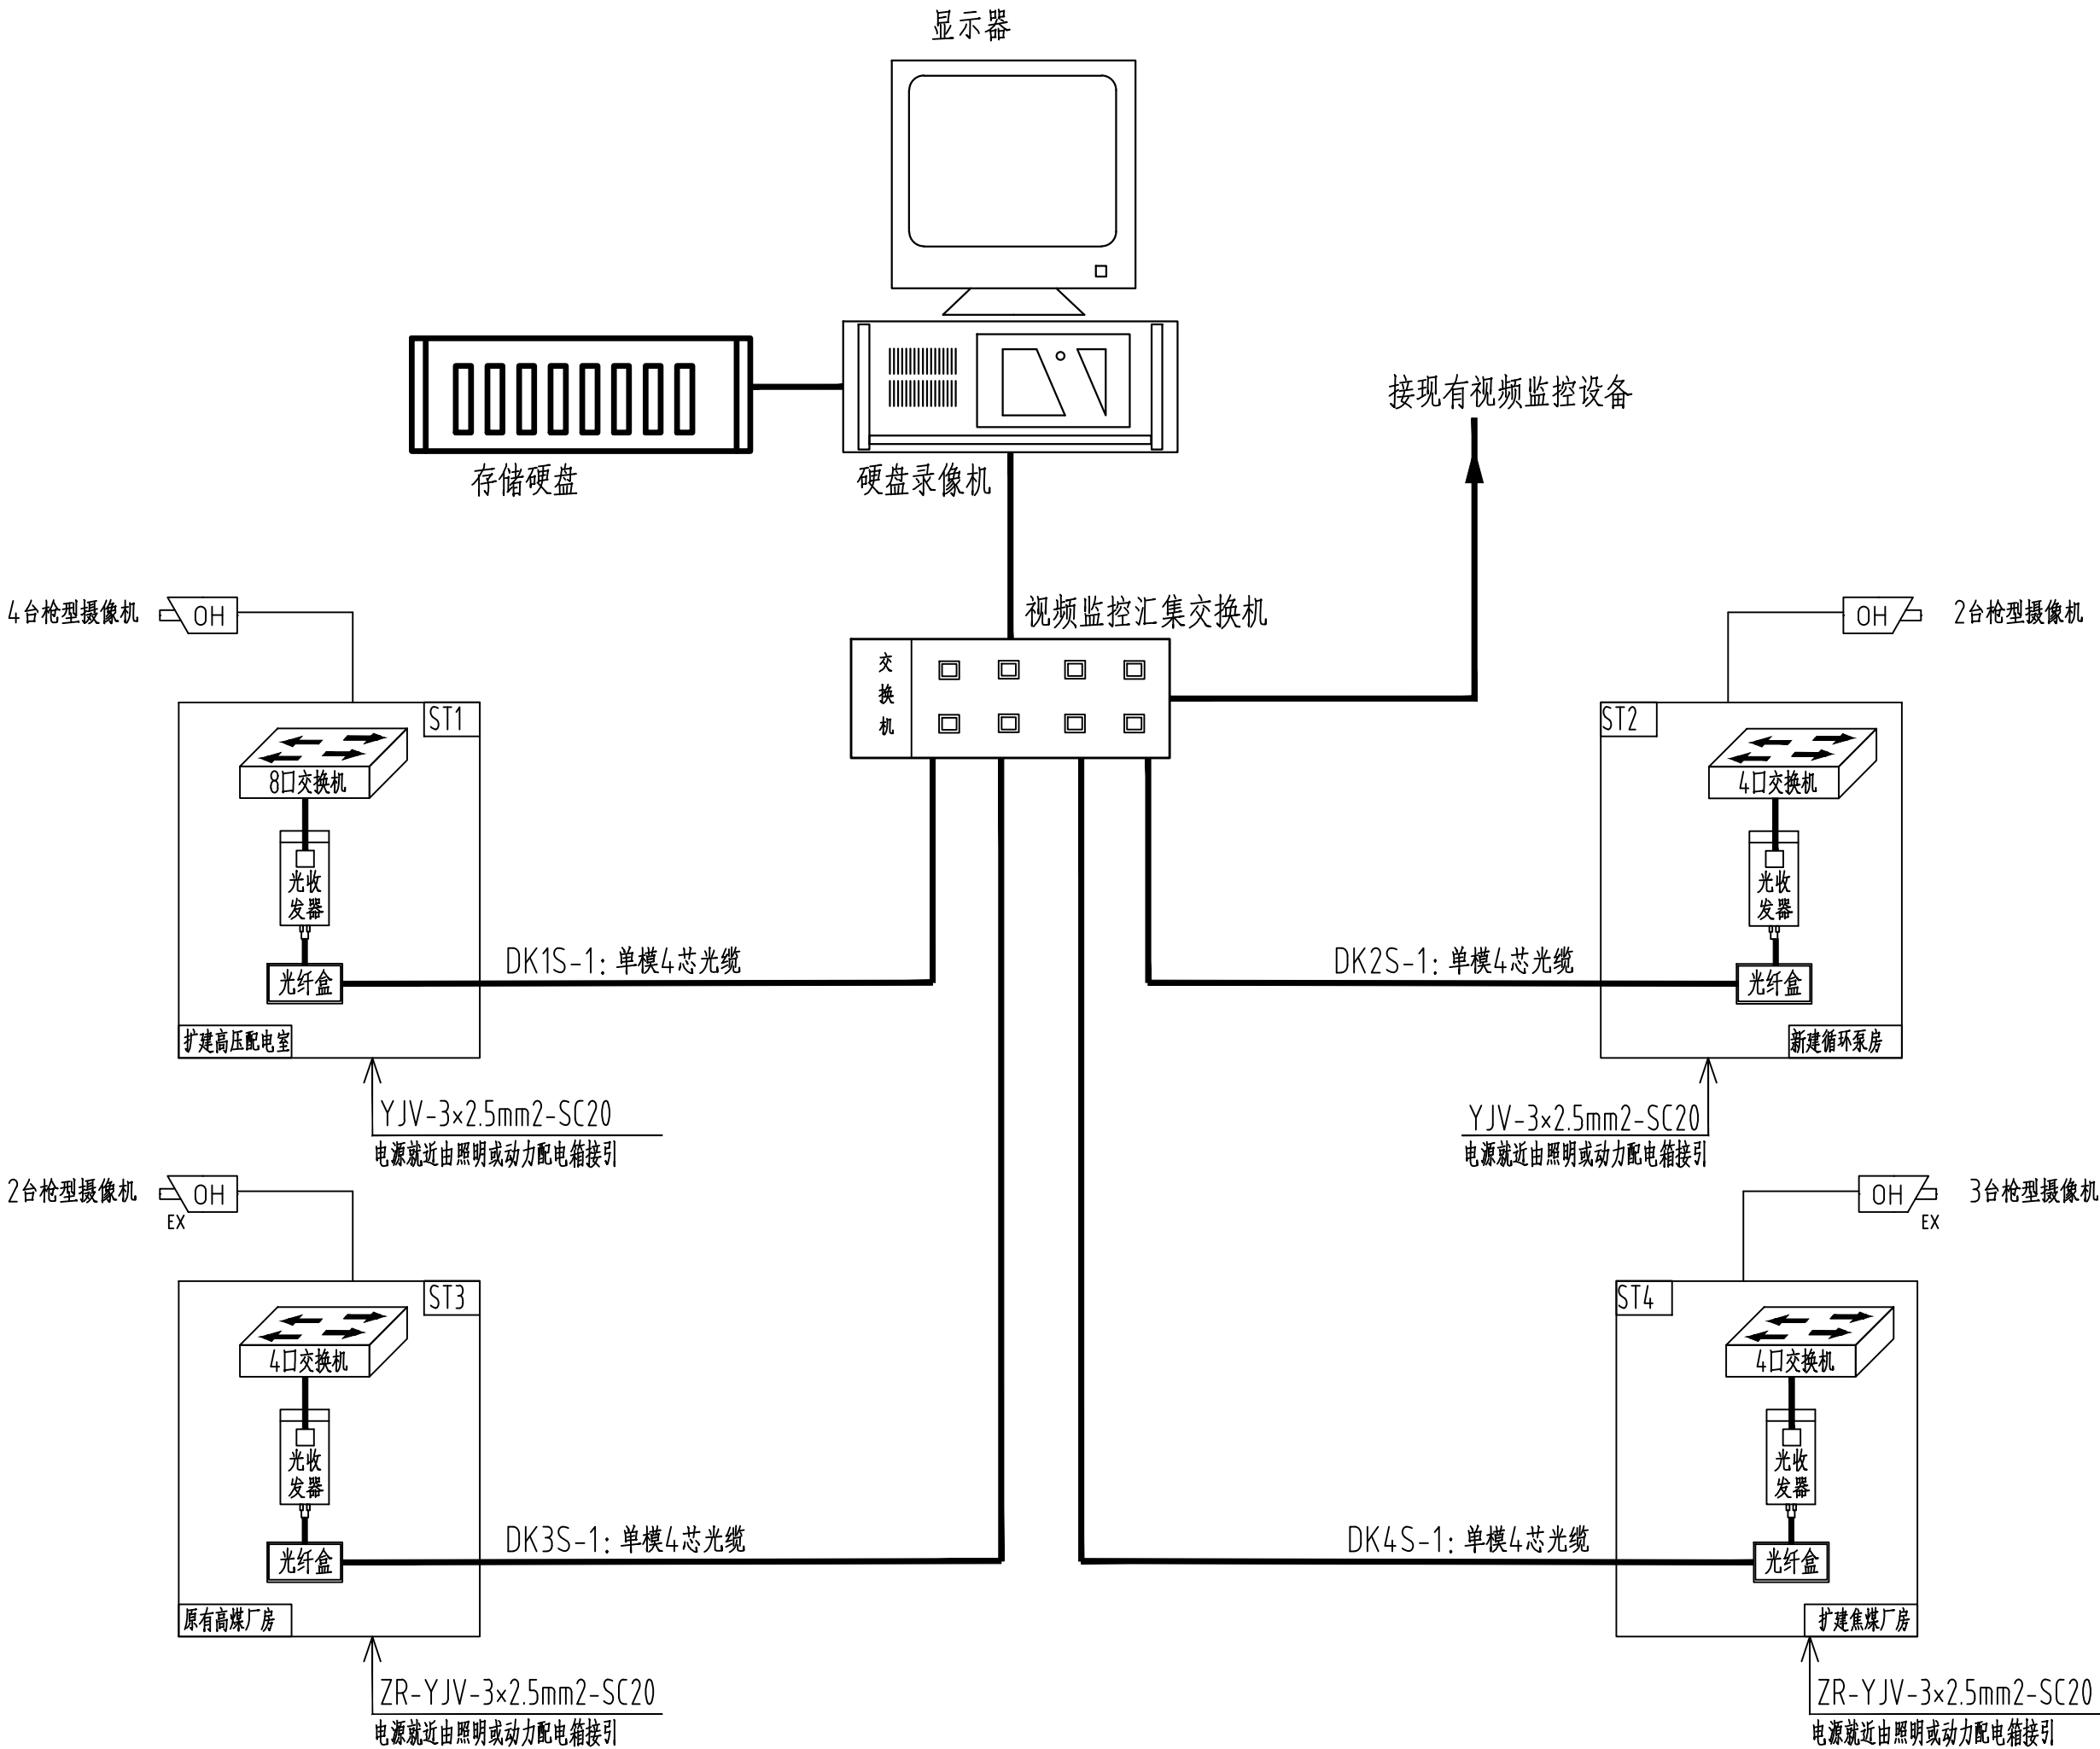 显示器
接现有视频监控设备
存储硬盘
硬盘录像机
视频监控汇集交换机
交
换
机
4台枪型摄像机
OH
OH
2台枪型摄像机
ST1
8口交换机
光收
发器
光纤盒
扩建高压配电室
DK1S-1: 单模4芯光缆
YJV-3×2.5mm2-SC20
电源就近由照明或动力配电箱接引
ST2
4口交换机
光收
发器
光纤盒
新建循环泵房
DK2S-1: 单模4芯光缆
YJV-3×2.5mm2-SC20
电源就近由照明或动力配电箱接引
2台枪型摄像机
OH
EX
OH
EX
3台枪型摄像机
ST3
4口交换机
光收
发器
光纤盒
原有高煤厂房
DK3S-1: 单模4芯光缆
ZR-YJV-3×2.5mm2-SC20
电源就近由照明或动力配电箱接引
ST4
4口交换机
光收
发器
光纤盒
扩建焦煤厂房
DK4S-1: 单模4芯光缆
ZR-YJV-3×2.5mm2-SC20
电源就近由照明或动力配电箱接引